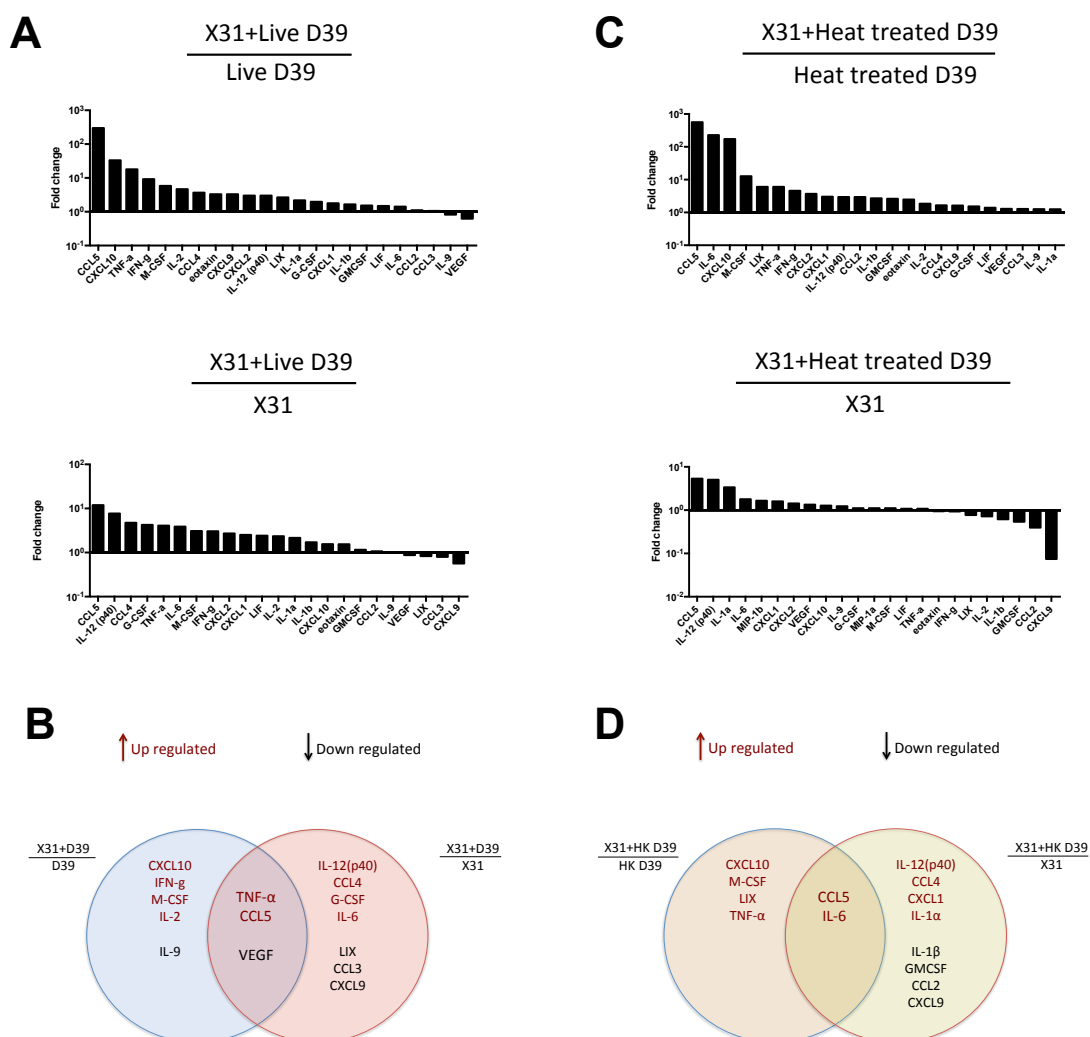 A
X31+Live D39
Live D39
Fold change
10³
10²
10¹
10⁰
10⁻¹
CCL5
CXCL10
TNF-a
IFN-g
M-CSF
IL-2
CCL4
eotaxin
CXCL9
CXCL2
IL-12 (p40)
LIX
IL-1a
G-CSF
CXCL1
IL-1b
GMCSF
LIF
IL-6
CCL2
CCL3
IL-9
VEGF
X31+Live D39
X31
Fold change
10²
10¹
10⁰
10⁻¹
CCL5
IL-12 (p40)
CCL4
G-CSF
TNF-a
IL-6
M-CSF
IFN-g
CXCL2
CXCL1
LIF
IL-2
IL-1a
IL-1b
CXCL10
eotaxin
GMCSF
CCL2
IL-9
VEGF
LIX
CCL3
CXCL9
C
X31+Heat treated D39
Heat treated D39
Fold change
10³
10²
10¹
10⁰
10⁻¹
CCL5
IL-6
CXCL10
M-CSF
LIX
TNF-a
IFN-g
CXCL2
CXCL1
IL-12 (p40)
CCL2
IL-1b
GMCSF
eotaxin
IL-2
CCL4
CXCL9
G-CSF
LIF
VEGF
CCL3
IL-9
IL-1a
X31+Heat treated D39
X31
Fold change
10¹
10⁰
10⁻¹
10⁻²
CCL5
IL-12 (p40)
IL-1a
IL-6
MIP-1b
CXCL1
CXCL2
VEGF
CXCL10
IL-9
G-CSF
MIP-1a
M-CSF
LIF
TNF-a
eotaxin
IFN-g
LIX
IL-2
IL-1b
GMCSF
CCL2
CXCL9
B
↑ Up regulated
↓ Down regulated
X31+D39
D39
CXCL10
IFN-g
M-CSF
IL-2
IL-9
TNF-α
CCL5
VEGF
IL-12(p40)
CCL4
G-CSF
IL-6
LIX
CCL3
CXCL9
X31+D39
X31
D
↑ Up regulated
↓ Down regulated
X31+HK D39
HK D39
CXCL10
M-CSF
LIX
TNF-α
CCL5
IL-6
IL-12(p40)
CCL4
CXCL1
IL-1α
IL-1β
GMCSF
CCL2
CXCL9
X31+HK D39
X31